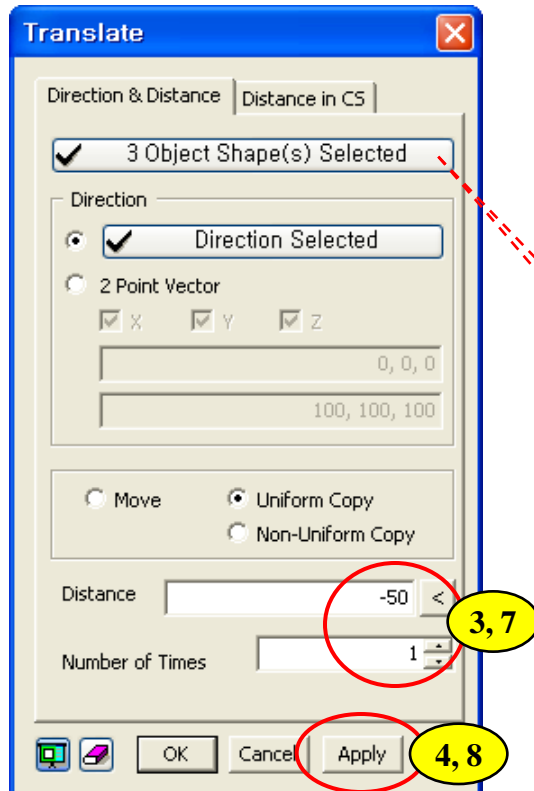 Translate
Direction & Distance Distance in CS
3 Object Shape(s) Selected
Direction
Direction Selected
2 Point Vector
X Y Z
0, 0, 0
100, 100, 100
Move Uniform Copy
Non-Uniform Copy
Distance -50 <
3, 7
Number of Times 1
OK Cancel Apply 4, 8